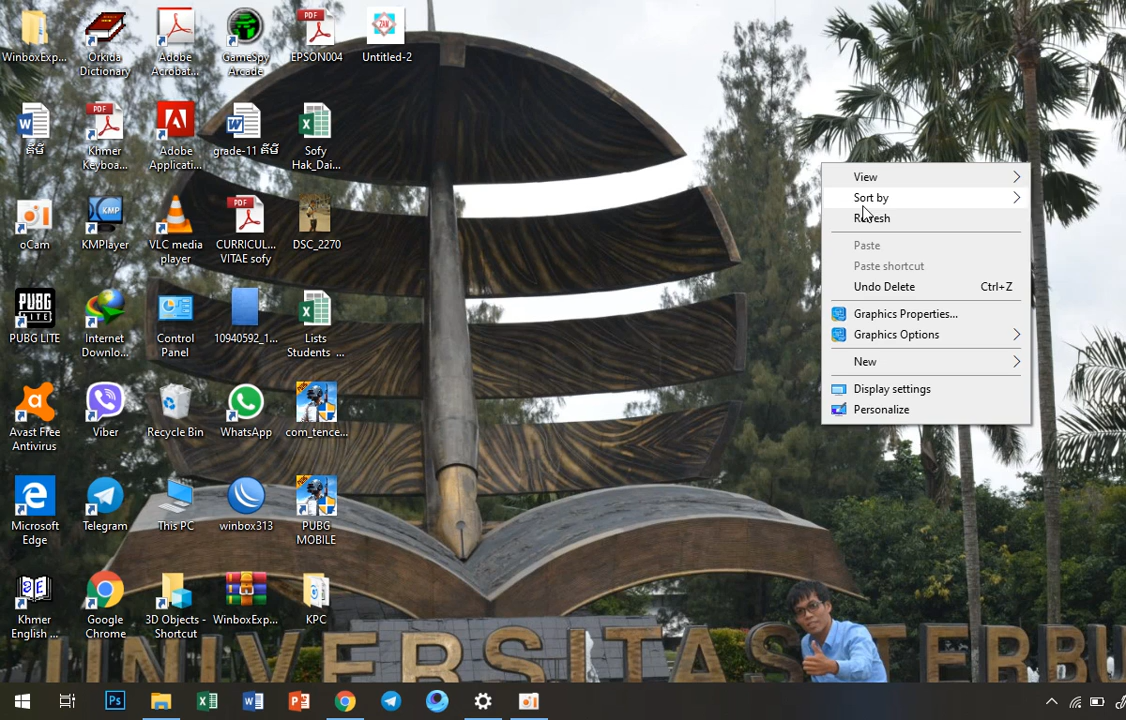 WinboxExp...
Orkida
Dictionary
Adobe
Acrobat...
GameSpy
Arcade
EPSON004
Untitled-2
គីមី
Khmer
Keyboa...
Adobe
Applicati...
grade-11 គីមី
Sofy
Hak_Dai...
oCam
KMPlayer
VLC media
player
CURRICUL...
VITAE sofy
DSC_2270
PUBG LITE
Internet
Downlo...
Control
Panel
10940592_1...
Lists
Students ...
Avast Free
Antivirus
Viber
Recycle Bin
WhatsApp
com_tence...
Microsoft
Edge
Telegram
This PC
winbox313
PUBG
MOBILE
Khmer
English ...
Google
Chrome
3D Objects -
Shortcut
WinboxExp...
KPC
View
Sort by
Refresh
Paste
Paste shortcut
Undo Delete Ctrl+Z
Graphics Properties...
Graphics Options
New
Display settings
Personalize
UNIVERSITAS TERBU